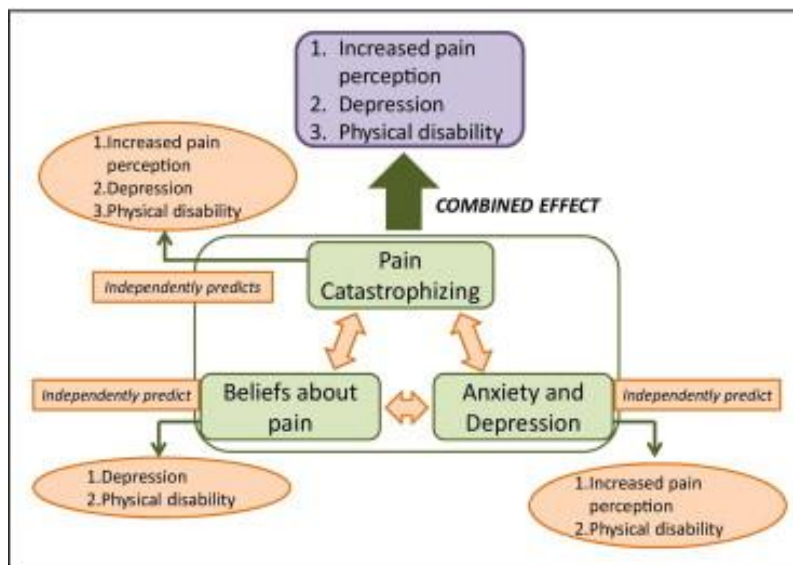 1. Increased pain
perception
2. Depression
3. Physical disability
1.Increased pain
perception
2.Depression
3.Physical disability
COMBINED EFFECT
Pain
Catastrophizing
Independently predicts
Independently predict
Beliefs about
pain
Anxiety and
Depression
Independently predict
1.Depression
2.Physical disability
1.Increased pain
perception
2.Physical disability